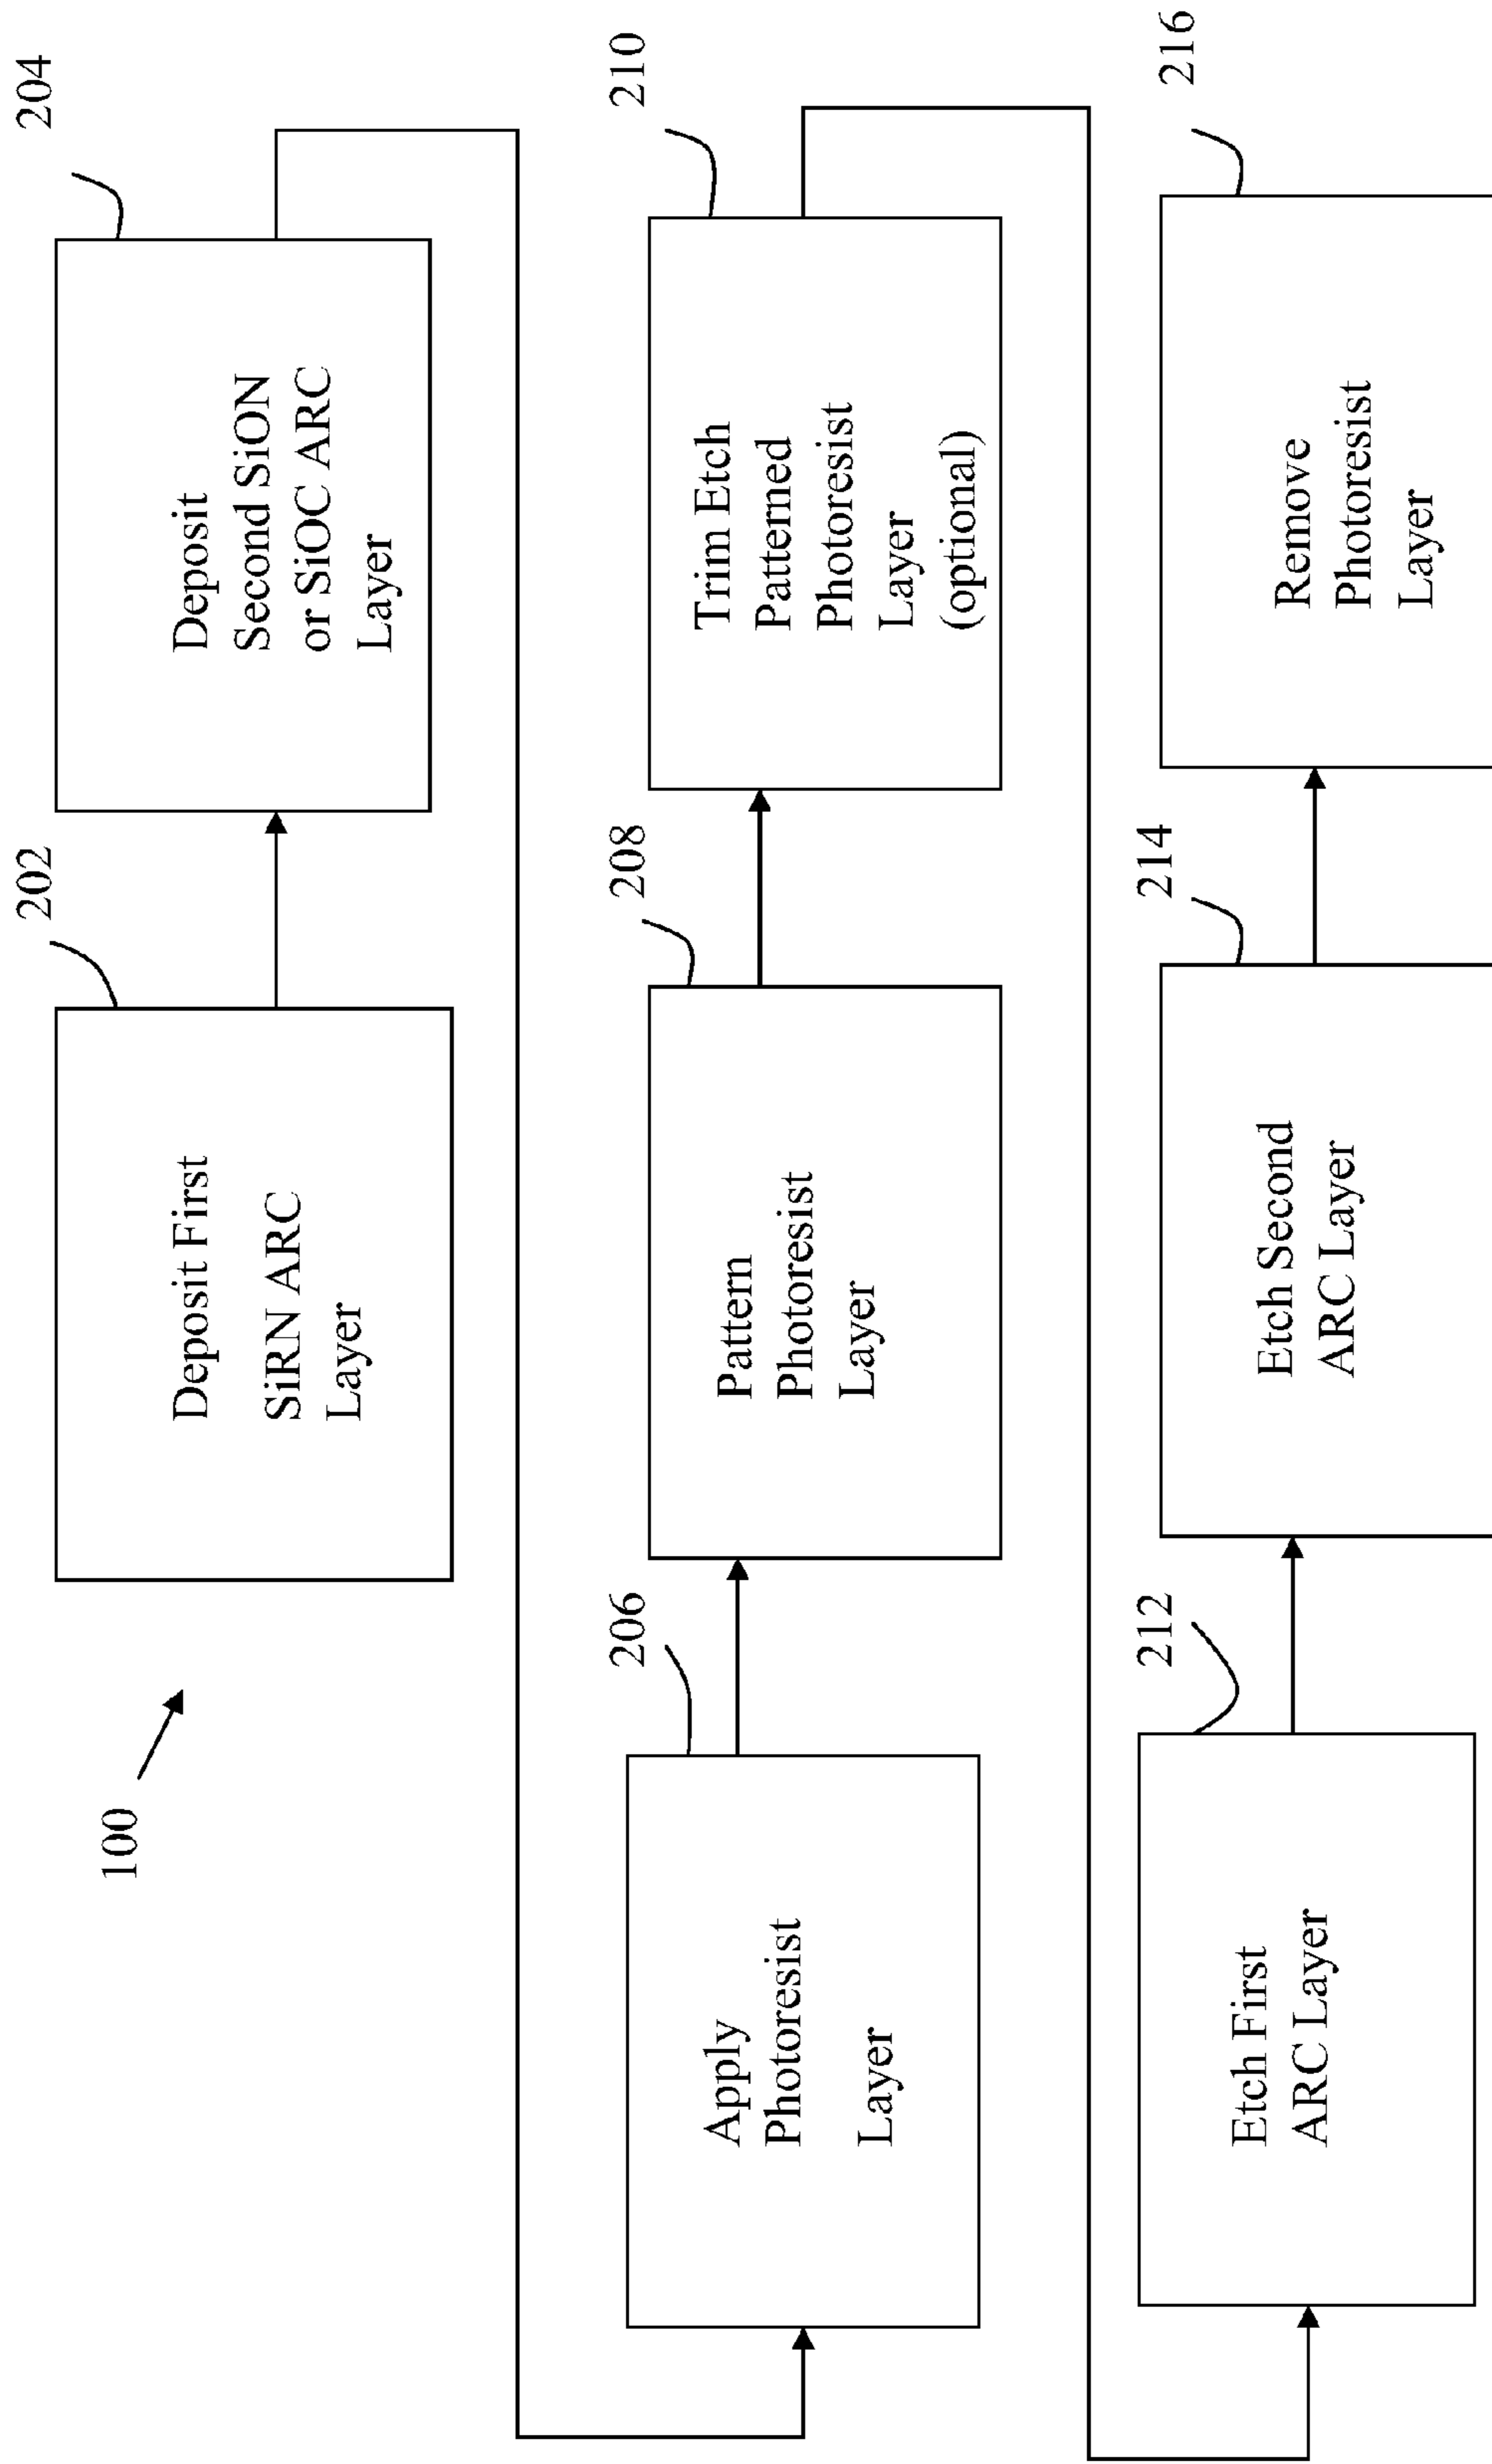 100
202
Deposit First
SiRN ARC
Layer
204
Deposit
Second SiON
or SiOC ARC
Layer
206
Apply
Photoresist
Layer
208
Pattern
Photoresist
Layer
210
Trim Etch
Patterned
Photoresist
Layer
(optional)
212
Etch First
ARC Layer
214
Etch Second
ARC Layer
216
Remove
Photoresist
Layer